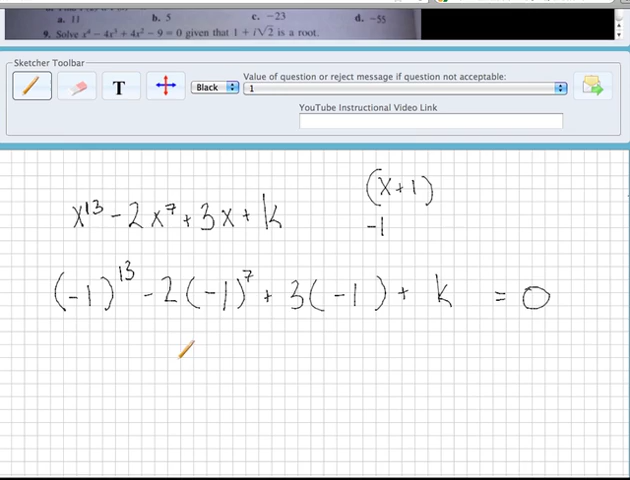 a. 11 b. 5 c. −23 d. −55
9. Solve x⁴ − 4x³ + 4x² − 9 = 0 given that 1 + i√2 is a root.
Sketcher Toolbar
Value of question or reject message if question not acceptable:
T Black 1
YouTube Instructional Video Link
(x+1)
x¹³ - 2x⁷ + 3x + k
-1
(-1)¹³ - 2(-1)⁷ + 3(-1) + k = 0